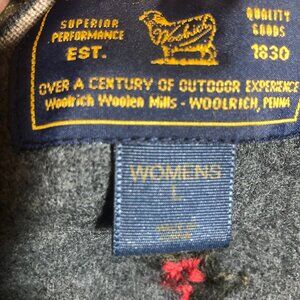 SUPERIOR PERFORMANCE
EST.
Woolrich
QUALITY GOODS
1830
OVER A CENTURY OF OUTDOOR EXPERIENCE
Woolrich Woolen Mills - WOOLRICH, PENNA
WOMENS
L